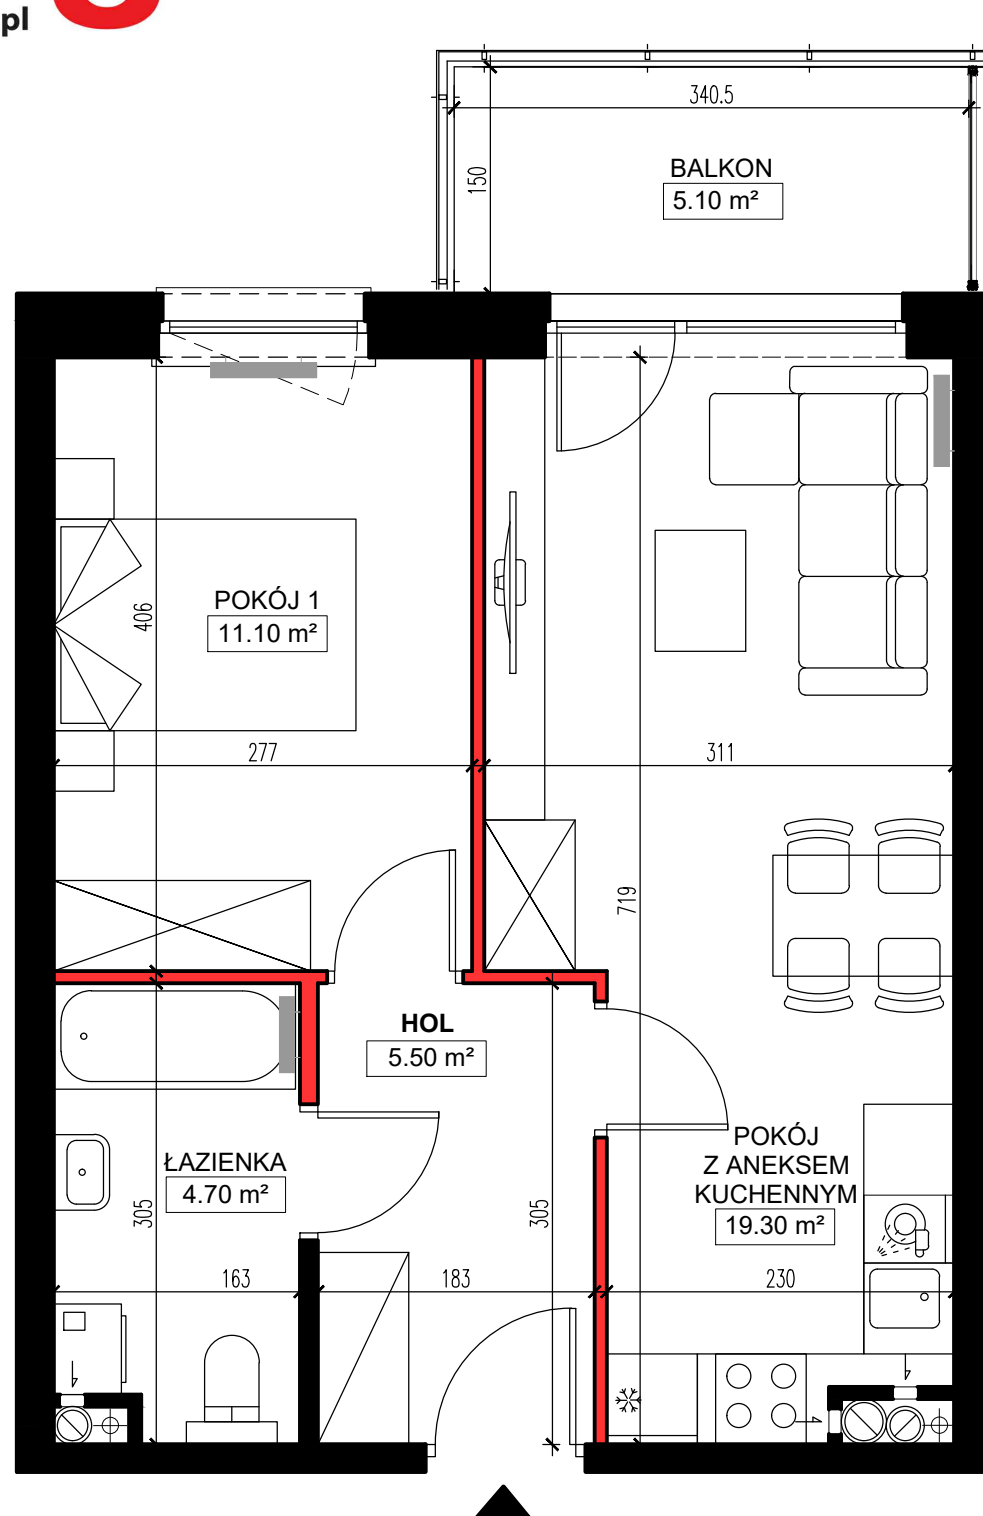 pl
340.5
150
BALKON
5.10 m²
POKÓJ 1
11.10 m²
406
277
311
719
HOL
5.50 m²
POKÓJ
Z ANEKSEM
KUCHENNYM
19.30 m²
ŁAZIENKA
4.70 m²
305
305
163
183
230